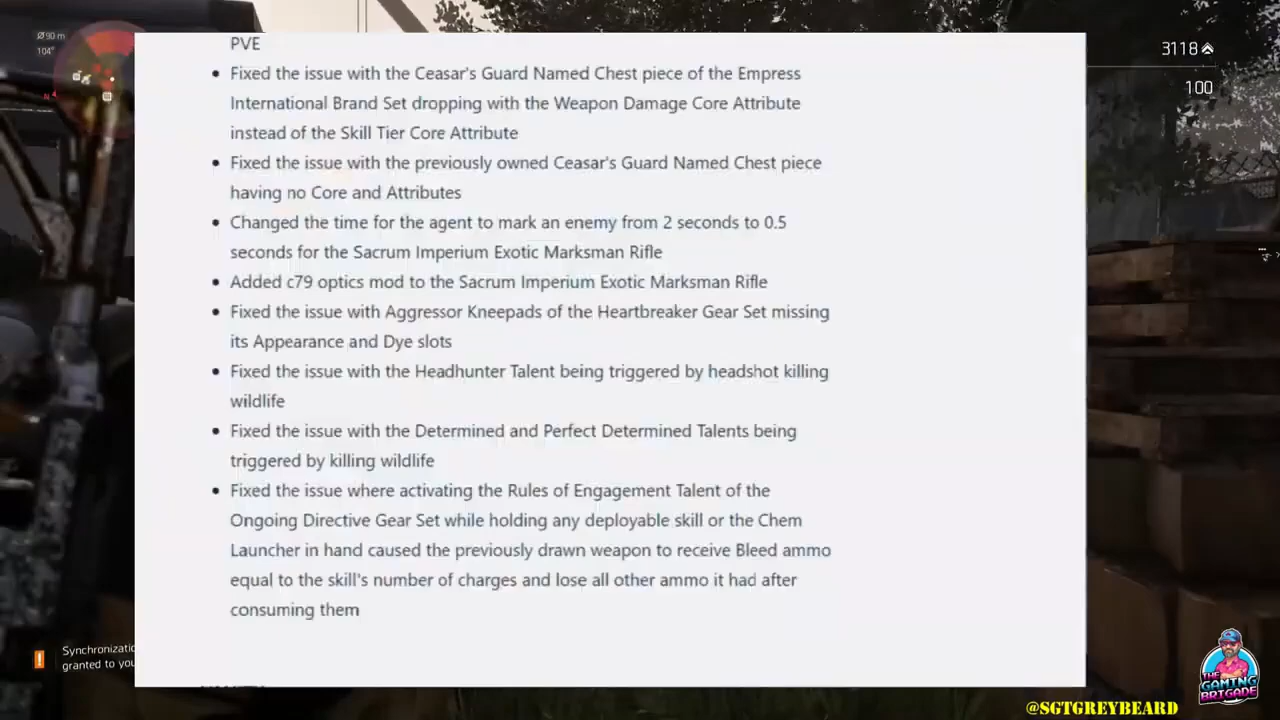 Ø90 m
104°
N
3118
100
PVE
• Fixed the issue with the Ceasar's Guard Named Chest piece of the Empress
International Brand Set dropping with the Weapon Damage Core Attribute
instead of the Skill Tier Core Attribute
• Fixed the issue with the previously owned Ceasar's Guard Named Chest piece
having no Core and Attributes
• Changed the time for the agent to mark an enemy from 2 seconds to 0.5
seconds for the Sacrum Imperium Exotic Marksman Rifle
• Added c79 optics mod to the Sacrum Imperium Exotic Marksman Rifle
• Fixed the issue with Aggressor Kneepads of the Heartbreaker Gear Set missing
its Appearance and Dye slots
• Fixed the issue with the Headhunter Talent being triggered by headshot killing
wildlife
• Fixed the issue with the Determined and Perfect Determined Talents being
triggered by killing wildlife
• Fixed the issue where activating the Rules of Engagement Talent of the
Ongoing Directive Gear Set while holding any deployable skill or the Chem
Launcher in hand caused the previously drawn weapon to receive Bleed ammo
equal to the skill's number of charges and lose all other ammo it had after
consuming them
Synchronizatio
granted to you
THE
GAMING
BRIGADE
@SGTGREYBEARD